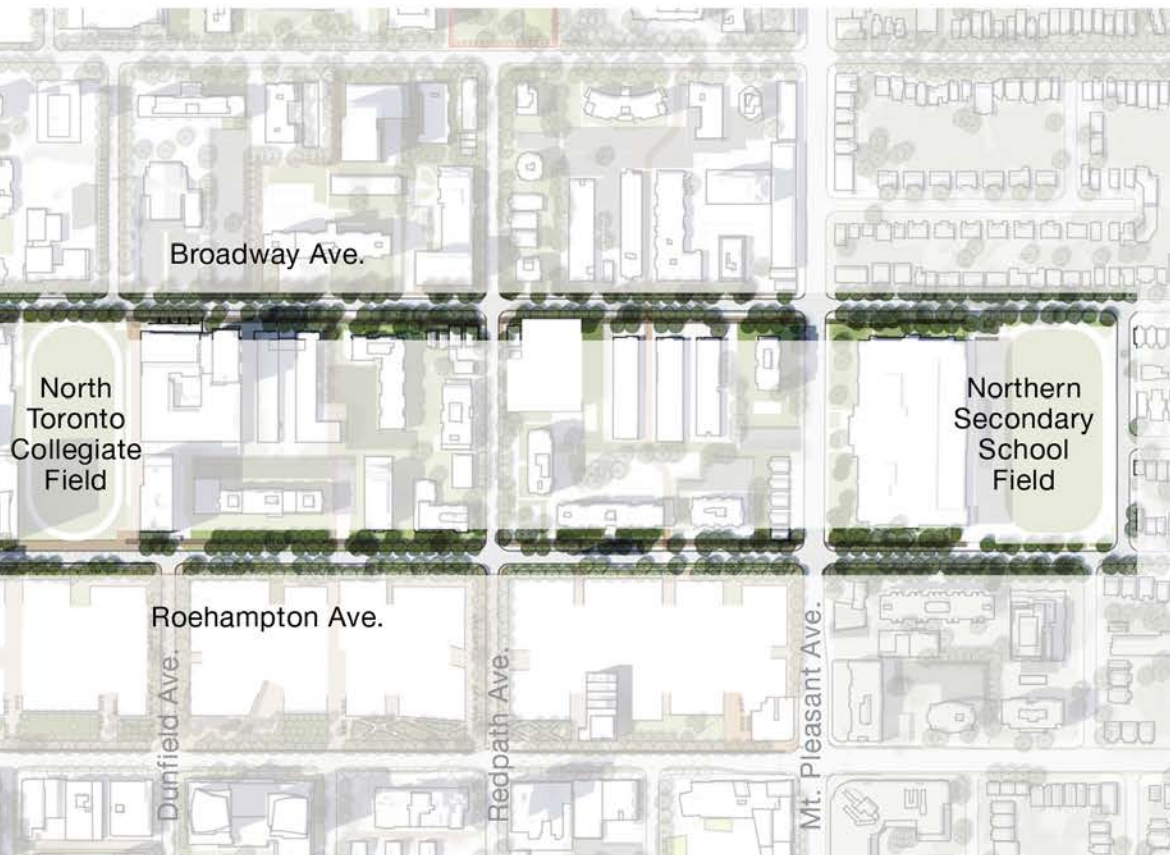 Broadway Ave.
North
Toronto
Collegiate
Field
Northern
Secondary
School
Field
Roehampton Ave.
Dunfield Ave.
Redpath Ave.
Mt. Pleasant Ave.